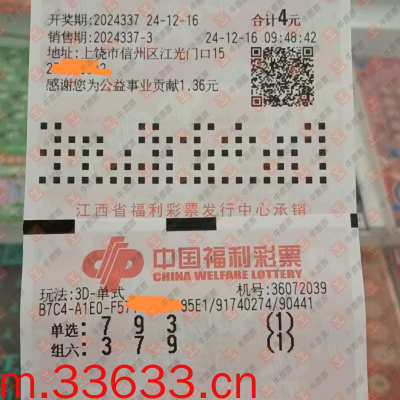 开奖期:2024337 24-12-16 合计4元
销售期:2024337-3 24-12-16 09:48:42
地址:上饶市信州区江光门口15
感谢您为公益事业贡献1.36元
江西省福利彩票发行中心承销
中国福利彩票
CHINA WELFARE LOTTERY
玩法:3D-单式 机号:36072039
B7C4-A1E0-F57 95E1/91740274/90441
单选: 7 9 3 (1)
组六: 3 7 9 (1)
m.33633.cn